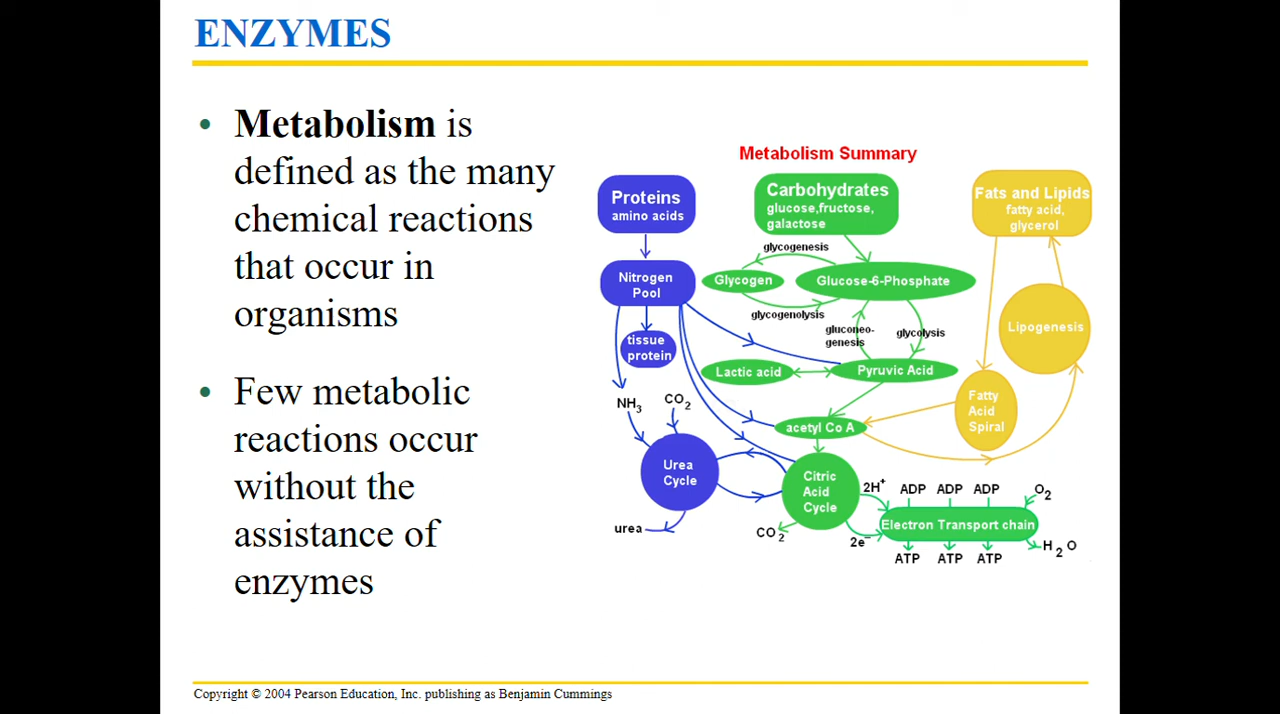 ENZYMES
• Metabolism is
defined as the many
chemical reactions
that occur in
organisms
• Few metabolic
reactions occur
without the
assistance of
enzymes
Metabolism Summary
Proteins
amino acids
Carbohydrates
glucose,fructose,
galactose
Fats and Lipids
fatty acid,
glycerol
glycogenesis
Nitrogen
Pool
Glycogen
Glucose-6-Phosphate
glycogenolysis
Lipogenesis
gluconeo-
genesis
glycolysis
tissue
protein
Lactic acid
Pyruvic Acid
Fatty
Acid
Spiral
NH3
CO2
acetyl Co A
Urea
Cycle
Citric
Acid
Cycle
2H+
ADP ADP ADP
O2
urea
CO2
2e-
Electron Transport chain
H2O
ATP ATP ATP
Copyright © 2004 Pearson Education, Inc. publishing as Benjamin Cummings